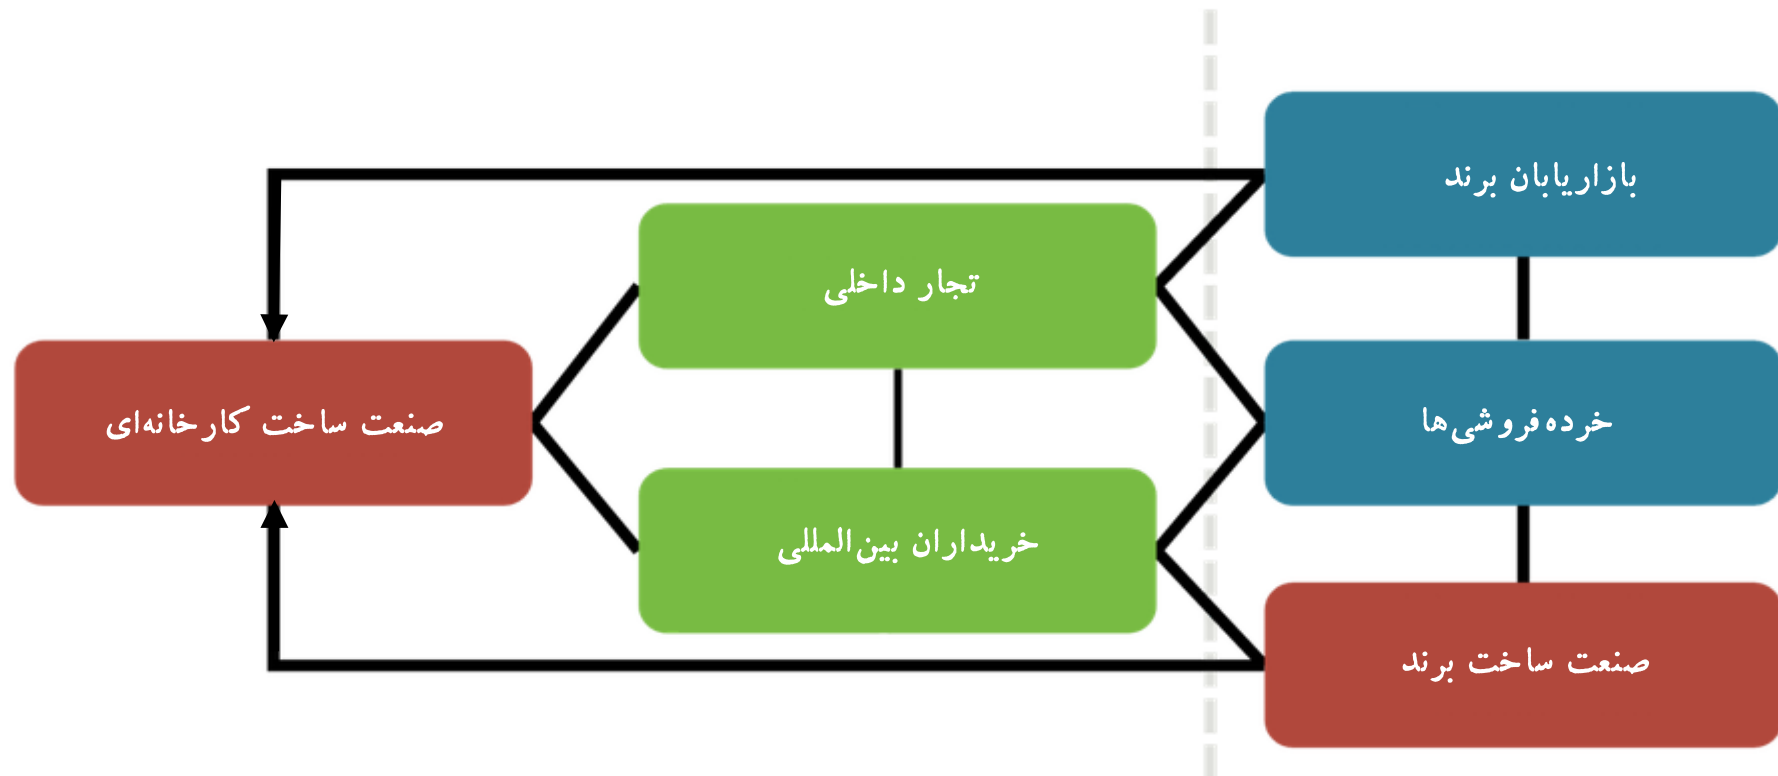 بازاریابان برند
تجار داخلی
خرده‌فروشی‌ها
صنعت ساخت کارخانه‌ای
خریداران بین‌المللی
صنعت ساخت برند